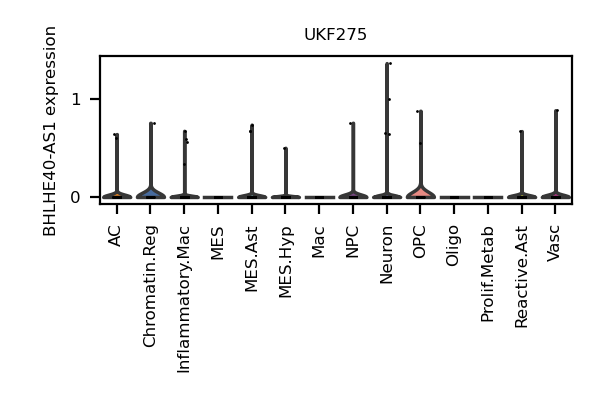 UKF275
BHLHE40-AS1 expression
1
0
AC
Chromatin.Reg
Inflammatory.Mac
MES
MES.Ast
MES.Hyp
Mac
NPC
Neuron
OPC
Oligo
Prolif.Metab
Reactive.Ast
Vasc